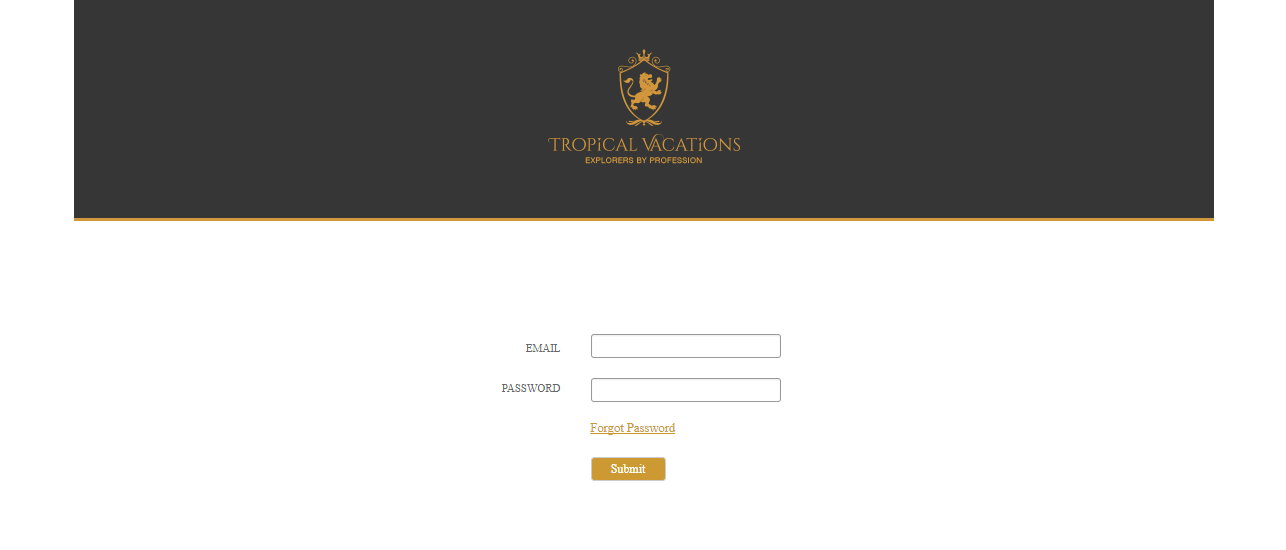 TROPiCAL VACATiONS
EXPLORERS BY PROFESSION
EMAIL
PASSWORD
Forgot Password
Submit